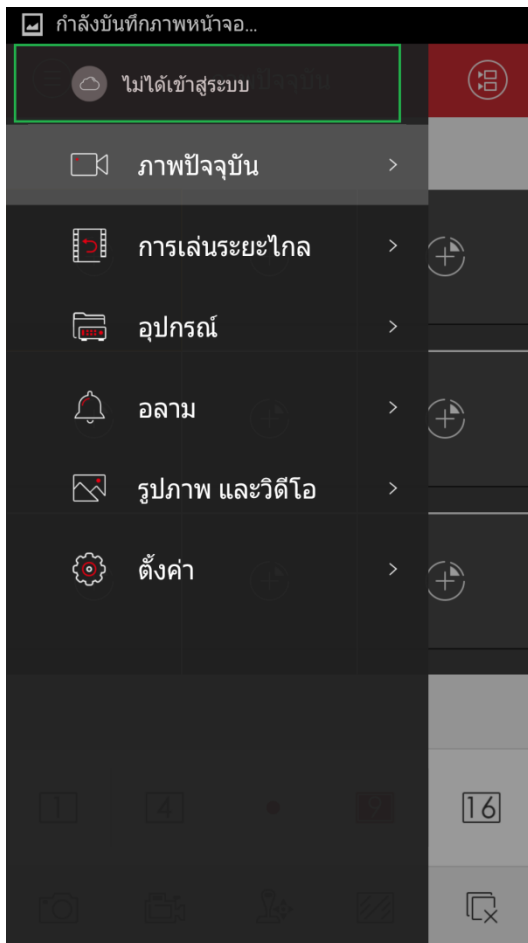 กำลังบันทึกภาพหน้าจอ...
ไม่ได้เข้าสู่ระบบ
ภาพปัจจุบัน
การเล่นระยะไกล
อุปกรณ์
อลาม
รูปภาพ และวิดีโอ
ตั้งค่า
1 4 9 16